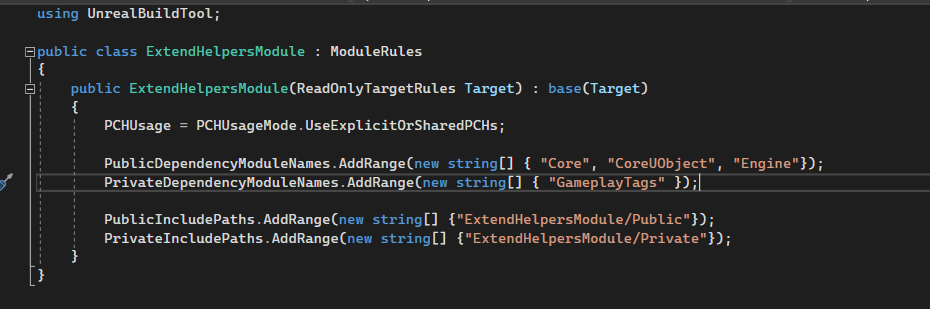 using UnrealBuildTool;
public class ExtendHelpersModule : ModuleRules
{
public ExtendHelpersModule(ReadOnlyTargetRules Target) : base(Target)
{
PCHUsage = PCHUsageMode.UseExplicitOrSharedPCHs;
PublicDependencyModuleNames.AddRange(new string[] { "Core", "CoreUObject", "Engine"});
PrivateDependencyModuleNames.AddRange(new string[] { "GameplayTags" });
PublicIncludePaths.AddRange(new string[] {"ExtendHelpersModule/Public"});
PrivateIncludePaths.AddRange(new string[] {"ExtendHelpersModule/Private"});
}
}